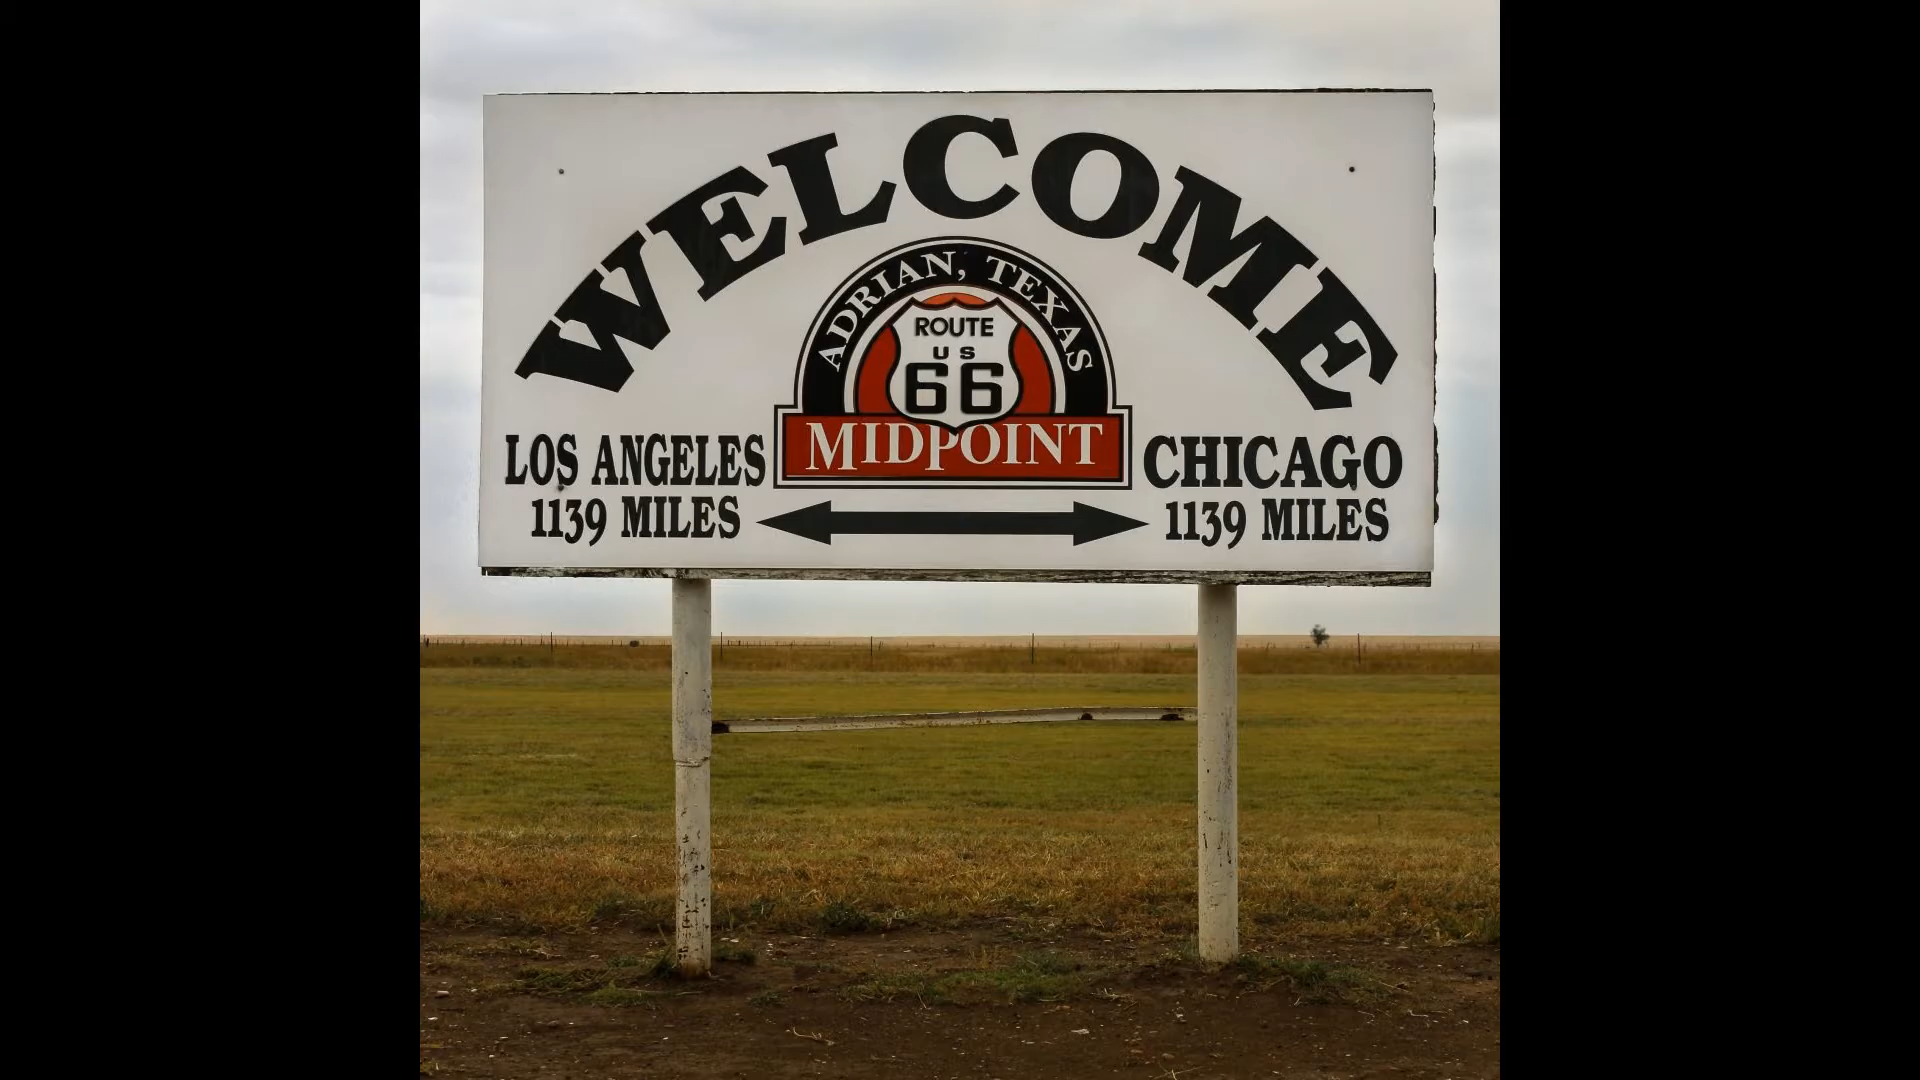 WELCOME
ADRIAN, TEXAS
ROUTE
US
66
MIDPOINT
LOS ANGELES
1139 MILES
CHICAGO
1139 MILES